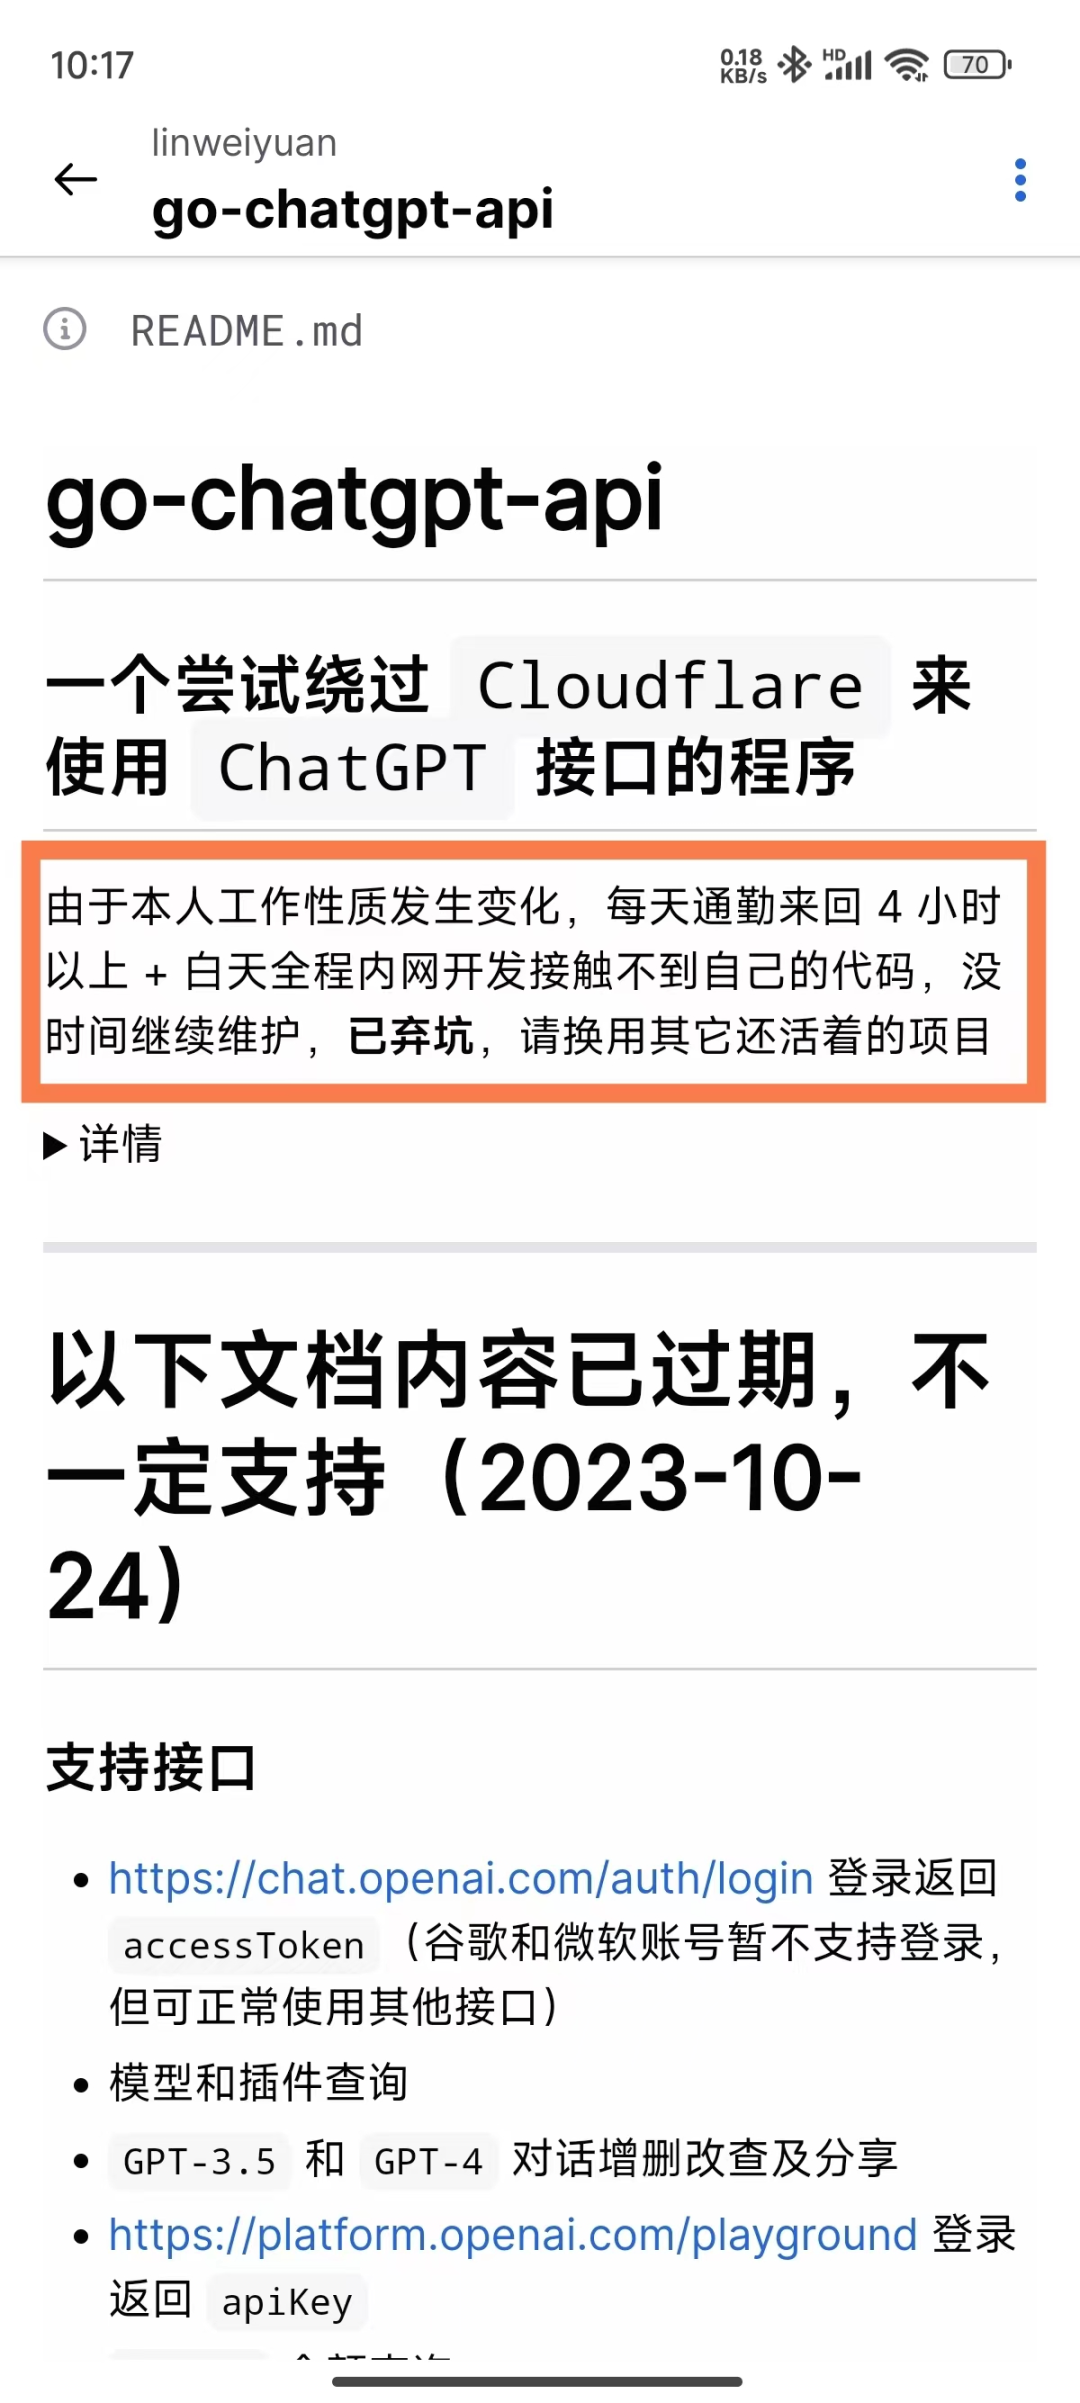 10:17
0.18 KB/s HD 70
linweiyuan
go-chatgpt-api
README.md
go-chatgpt-api
一个尝试绕过 Cloudflare 来
使用 ChatGPT 接口的程序
由于本人工作性质发生变化，每天通勤来回 4 小时
以上 + 白天全程内网开发接触不到自己的代码，没
时间继续维护，已弃坑，请换用其它还活着的项目
▶ 详情
以下文档内容已过期，不
一定支持（2023-10-
24）
支持接口
• https://chat.openai.com/auth/login 登录返回
accessToken （谷歌和微软账号暂不支持登录，
但可正常使用其他接口）
• 模型和插件查询
• GPT-3.5 和 GPT-4 对话增删改查及分享
• https://platform.openai.com/playground 登录
返回 apiKey